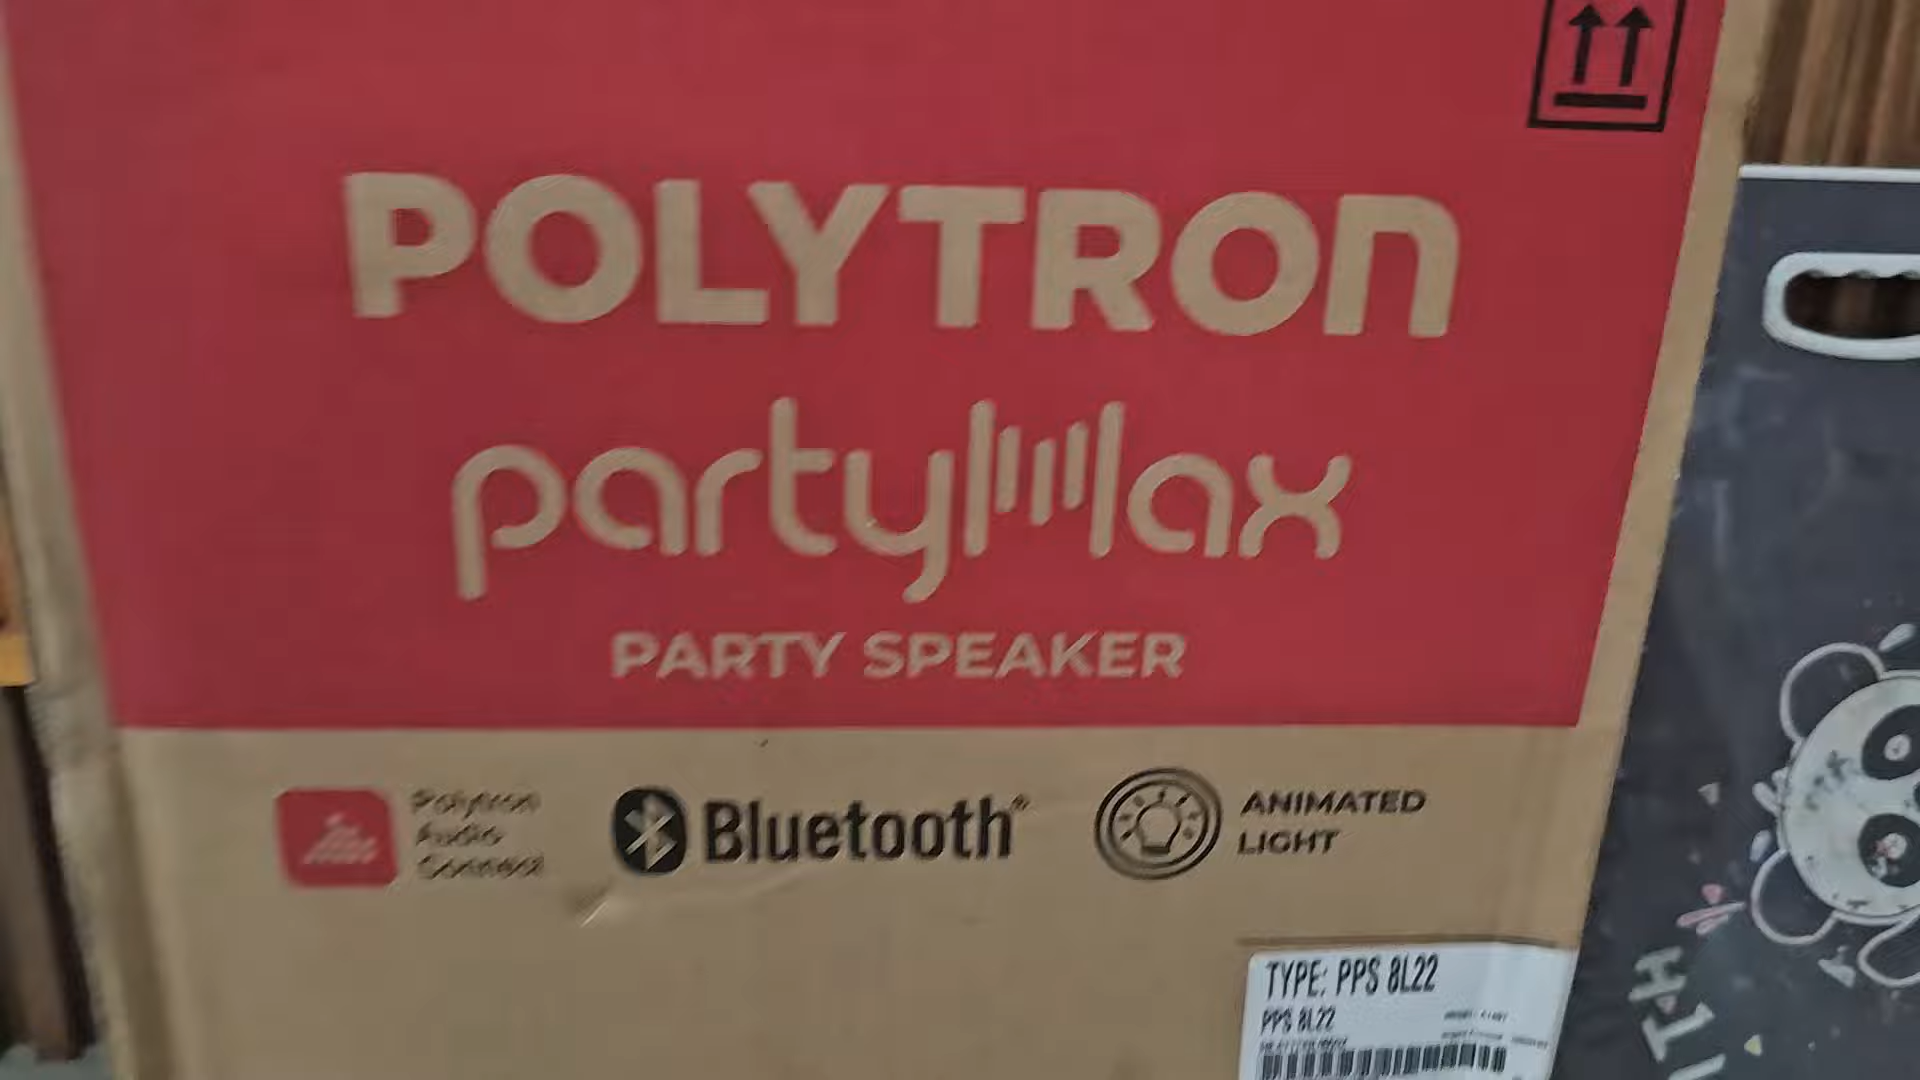 POLYTRON
partyMax
PARTY SPEAKER
Polytron
Audio
Connect
Bluetooth®
ANIMATED
LIGHT
TYPE: PPS 8L22
PPS 8L22